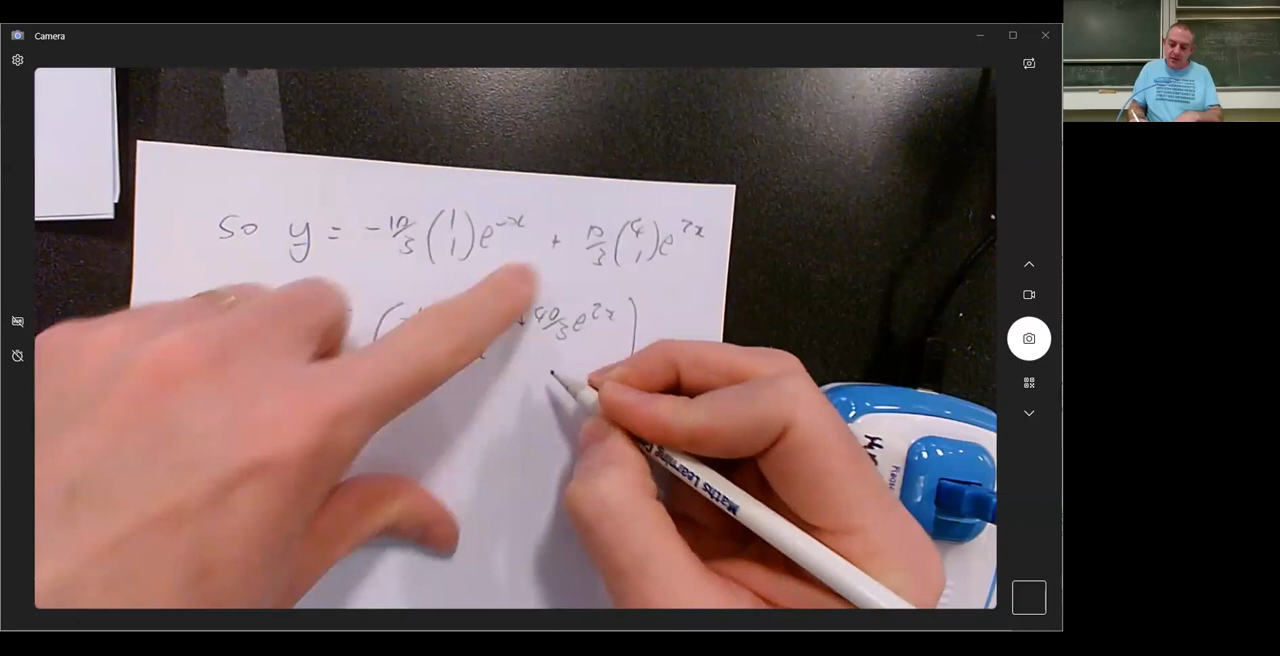 Camera
So y = -10/3 (1 1) e^-x + 10/3 (4 1) e^2x
40/3 e^2x
Maths Learning